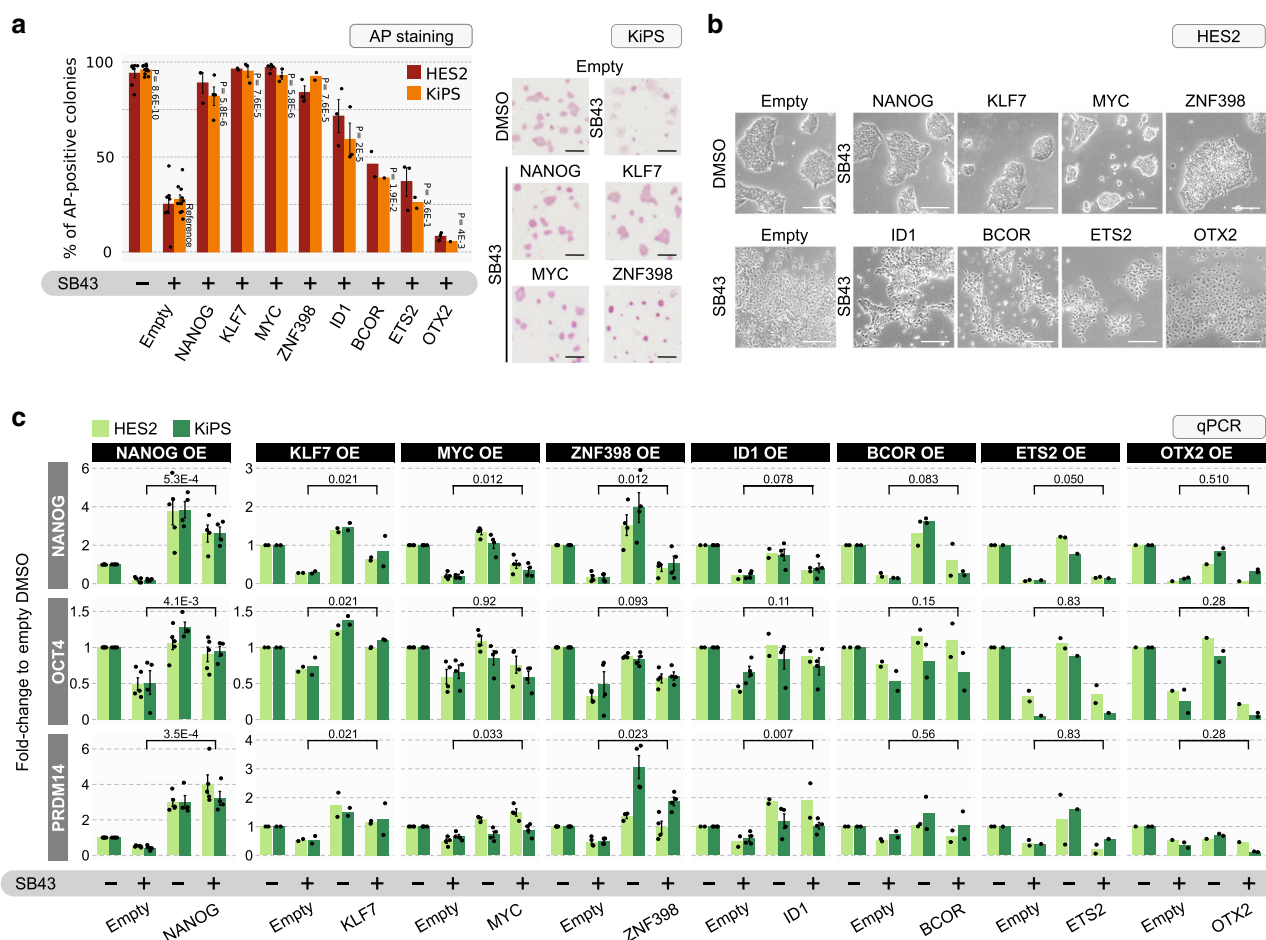 a
AP staining
KiPS
% of AP-positive colonies
100
50
0
HES2
KiPS
P= 8.6E-10
Reference
P= 5.8E-6
P= 7.6E-5
P= 5.8E-6
P= 7.6E-5
P= 2E-5
P= 1.9E-2
P= 3.6E-1
P= 4E-3
SB43
− + + + + + + + + +
Empty NANOG KLF7 MYC ZNF398 ID1 BCOR ETS2 OTX2
Empty
DMSO
SB43
NANOG KLF7
SB43
MYC ZNF398
b
HES2
Empty NANOG KLF7 MYC ZNF398
DMSO
SB43
Empty ID1 BCOR ETS2 OTX2
SB43
SB43
c
HES2 KiPS
qPCR
NANOG OE KLF7 OE MYC OE ZNF398 OE ID1 OE BCOR OE ETS2 OE OTX2 OE
Fold-change to empty DMSO
NANOG
6
4
2
0
3
2
1
0
5.3E-4 0.021 0.012 0.012 0.078 0.083 0.050 0.510
OCT4
1.5
1
0.5
0
1.5
1
0.5
0
4.1E-3 0.021 0.92 0.093 0.11 0.15 0.83 0.28
PRDM14
6
4
2
0
4
3
2
1
0
3.5E-4 0.021 0.033 0.023 0.007 0.56 0.83 0.28
SB43
− + − + − + − + − + − + − + − + − + − + − + − + − + − + − + − +
Empty NANOG Empty KLF7 Empty MYC Empty ZNF398 Empty ID1 Empty BCOR Empty ETS2 Empty OTX2